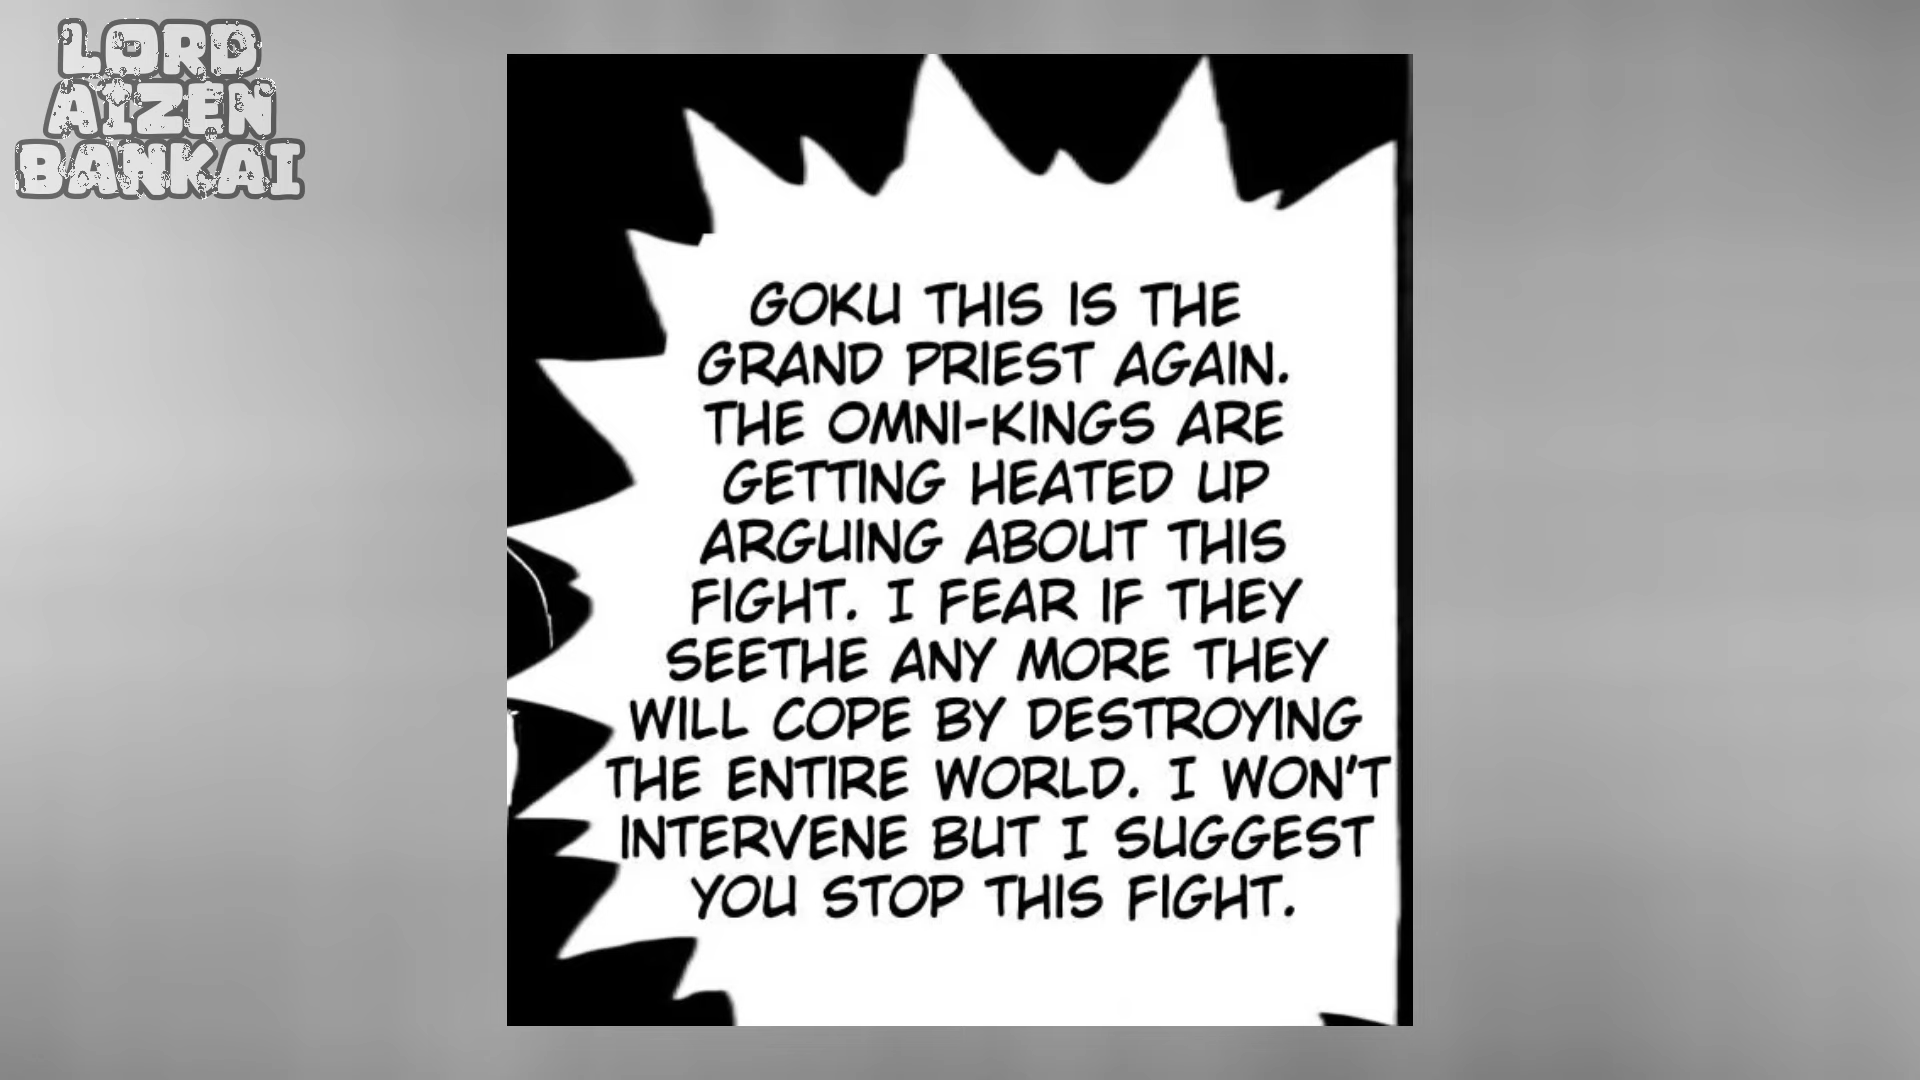 LORD
AIZEN
BANKAI
GOKU THIS IS THE
GRAND PRIEST AGAIN.
THE OMNI-KINGS ARE
GETTING HEATED UP
ARGUING ABOUT THIS
FIGHT. I FEAR IF THEY
SEETHE ANY MORE THEY
WILL COPE BY DESTROYING
THE ENTIRE WORLD. I WON'T
INTERVENE BUT I SUGGEST
YOU STOP THIS FIGHT.